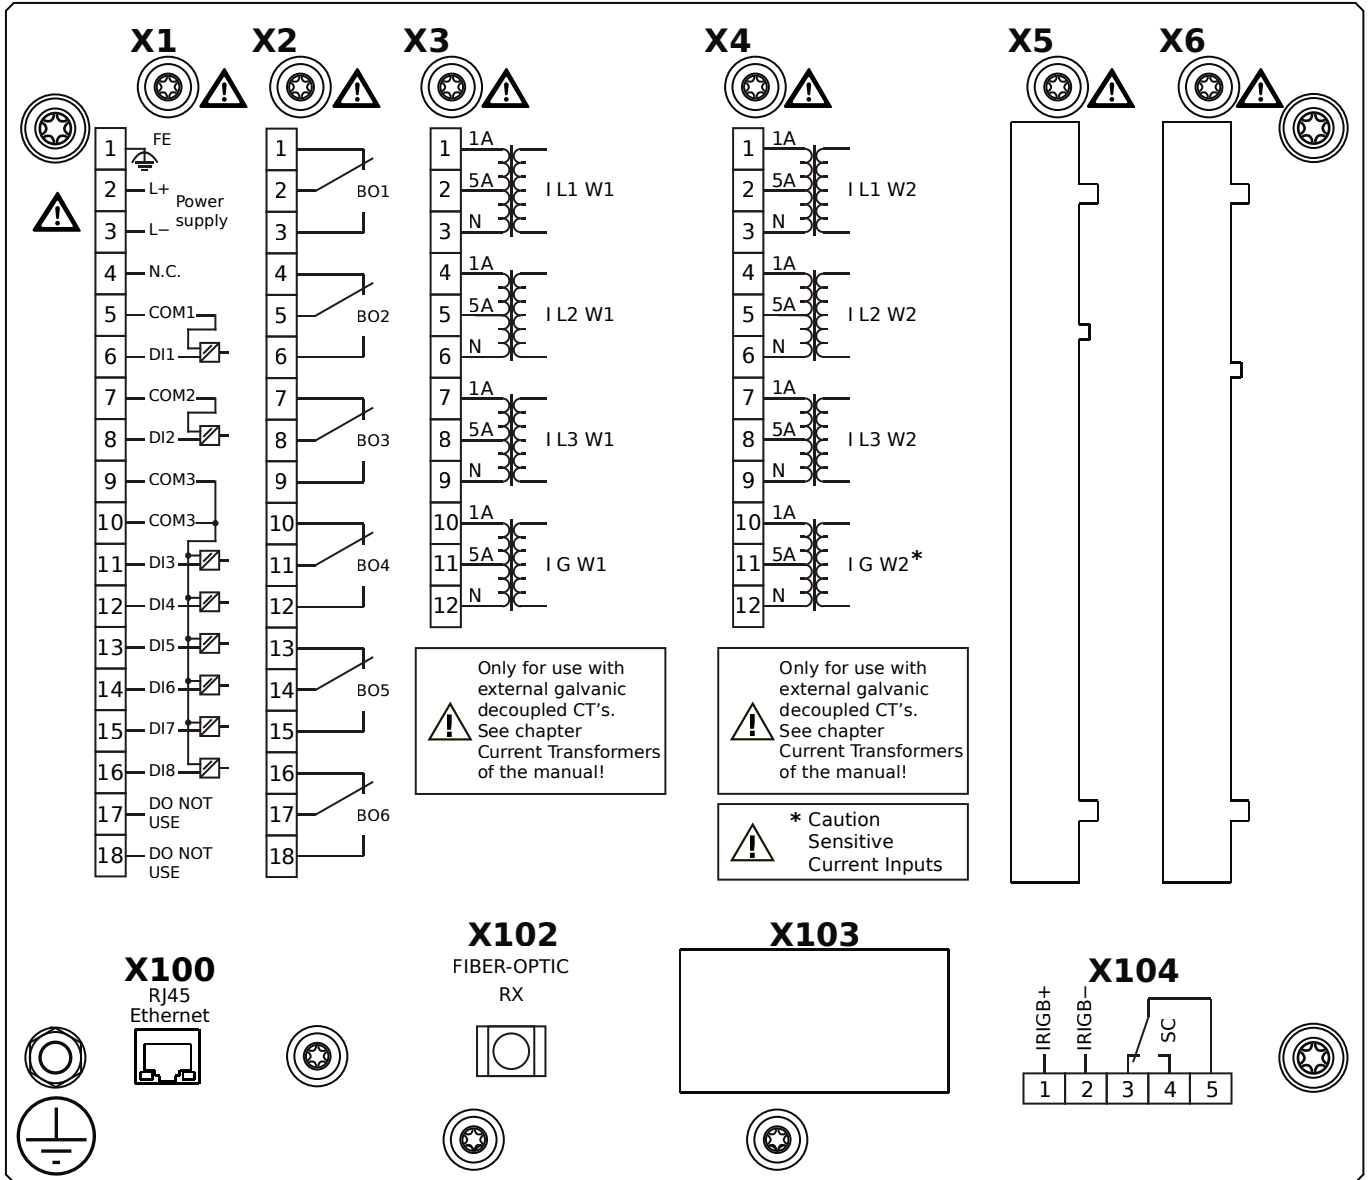 X1
X2
X3
X4
X5
X6
1 FE
2 L+
Power
supply
3 L−
4 N.C.
5 COM1
6 DI1
7 COM2
8 DI2
9 COM3
10 COM3
11 DI3
12 DI4
13 DI5
14 DI6
15 DI7
16 DI8
17 DO NOT
USE
18 DO NOT
USE
1
2 BO1
3
4
5 BO2
6
7
8 BO3
9
10
11 BO4
12
13
14 BO5
15
16
17 BO6
18
1 1A
2 5A I L1 W1
3 N
4 1A
5 5A I L2 W1
6 N
7 1A
8 5A I L3 W1
9 N
10 1A
11 5A I G W1
12 N
Only for use with
external galvanic
decoupled CT's.
See chapter
Current Transformers
of the manual!
1 1A
2 5A I L1 W2
3 N
4 1A
5 5A I L2 W2
6 N
7 1A
8 5A I L3 W2
9 N
10 1A
11 5A I G W2*
12 N
Only for use with
external galvanic
decoupled CT's.
See chapter
Current Transformers
of the manual!
* Caution
Sensitive
Current Inputs
X100
RJ45
Ethernet
X102
FIBER-OPTIC
RX
X103
X104
IRIGB+
IRIGB−
SC
1 2 3 4 5